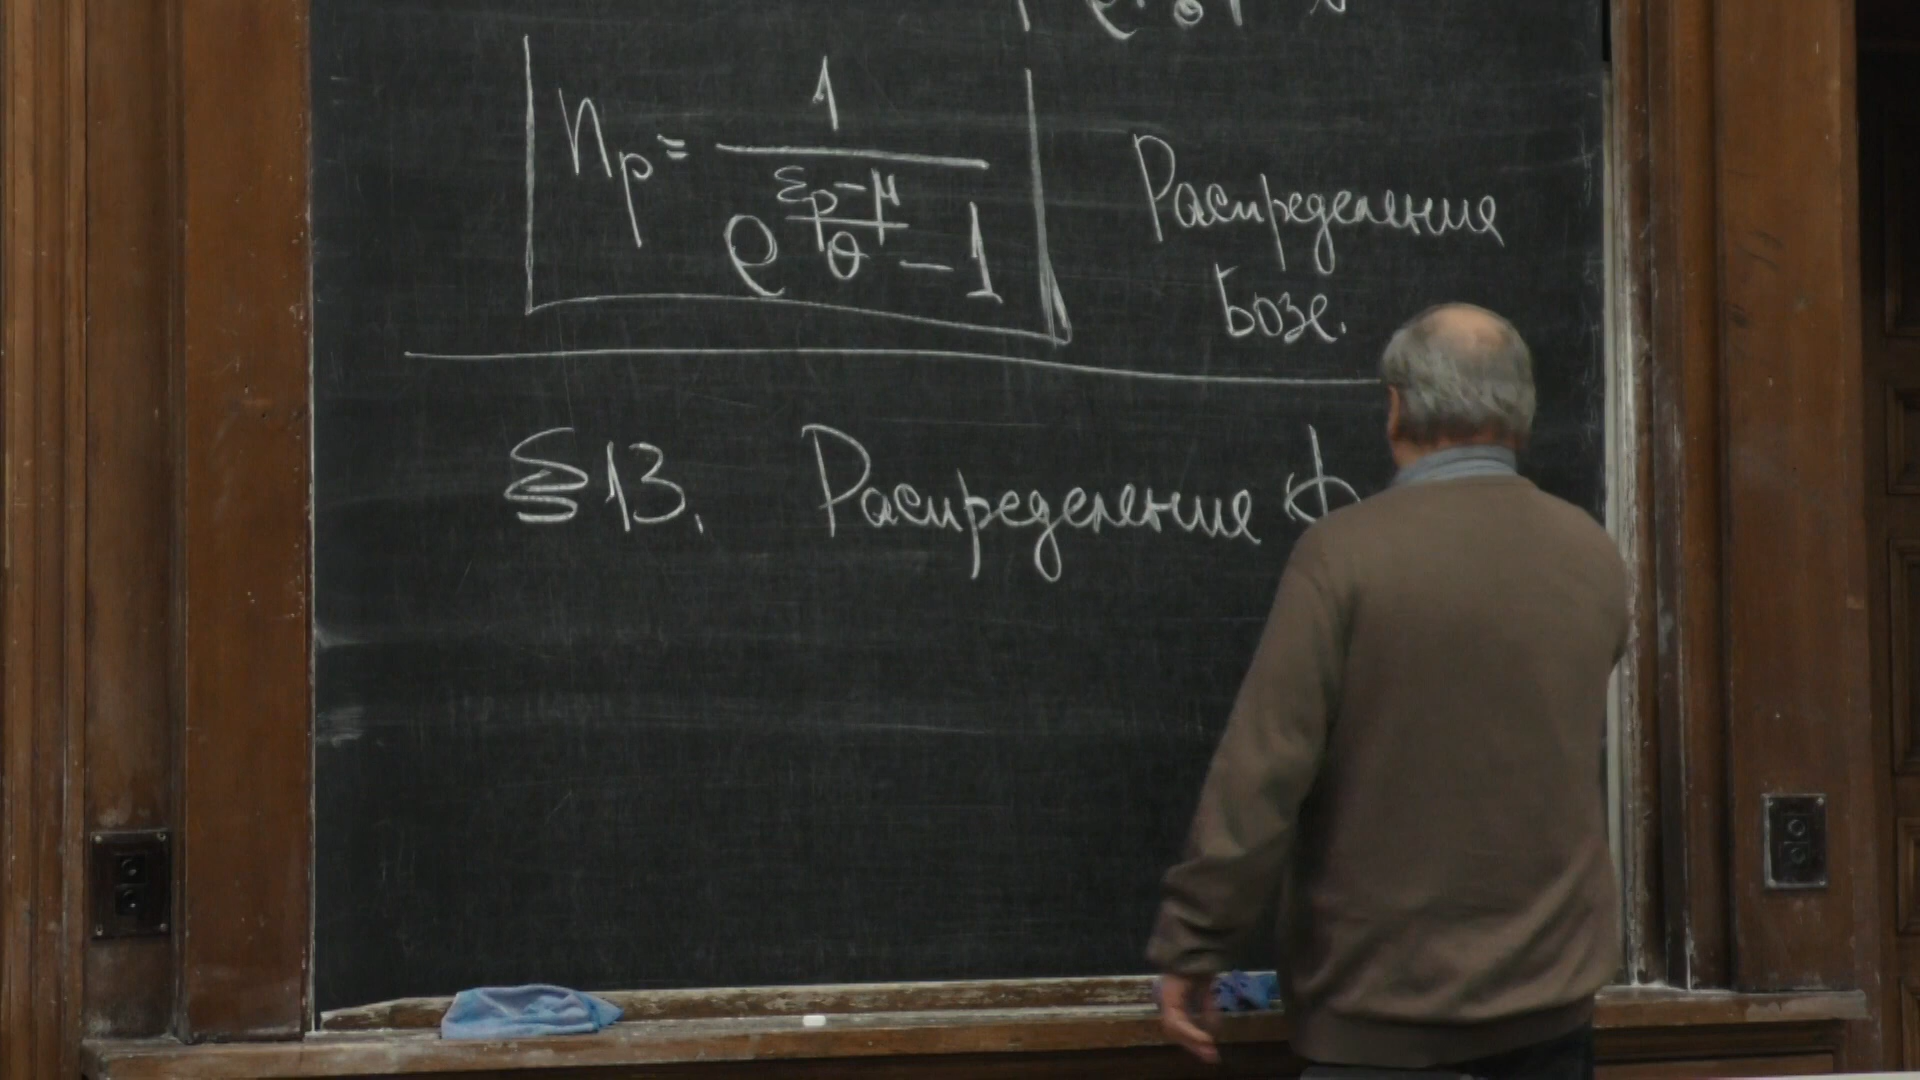 n_p = 1 / (e^((ε_p − μ)/θ) − 1)
Распределение
Бозе.
§13. Распределение Ф